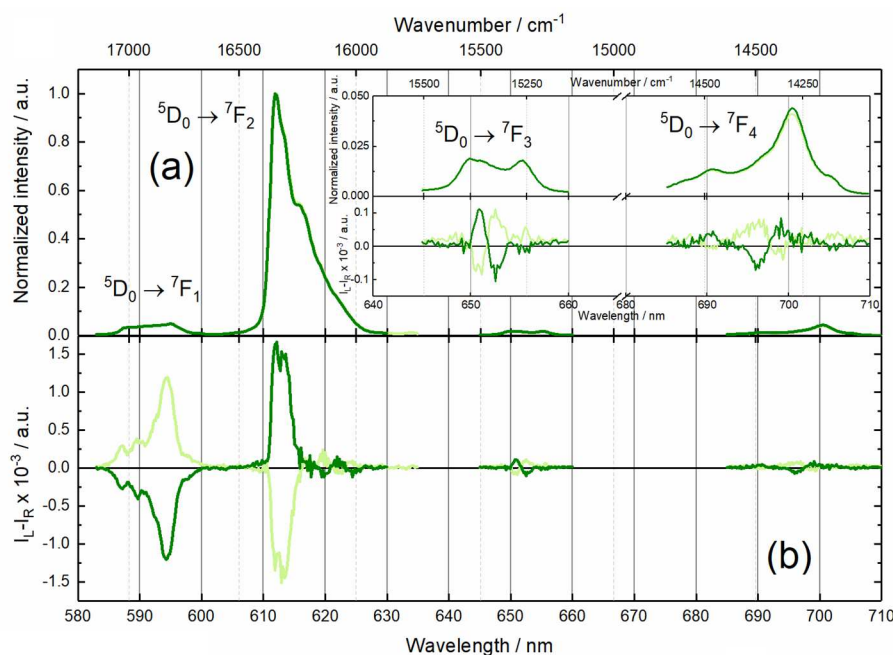 Wavenumber / cm⁻¹
17000 16500 16000 15500 15000 14500
Normalized intensity / a.u.
1.0
0.8
0.6
0.4
0.2
0.0
⁵D₀ → ⁷F₂
(a)
⁵D₀ → ⁷F₁
15500 15250 Wavenumber / cm⁻¹ 14500 14250
Normalized intensity / a.u.
0.050
0.025
0.000
⁵D₀ → ⁷F₃
⁵D₀ → ⁷F₄
I_L-I_R x 10⁻³ / a.u.
0.1
0.0
-0.1
640 650 660 680 690 700 710
Wavelength / nm
I_L-I_R x 10⁻³ / a.u.
1.5
1.0
0.5
0.0
-0.5
-1.0
-1.5
(b)
580 590 600 610 620 630 640 650 660 670 680 690 700 710
Wavelength / nm